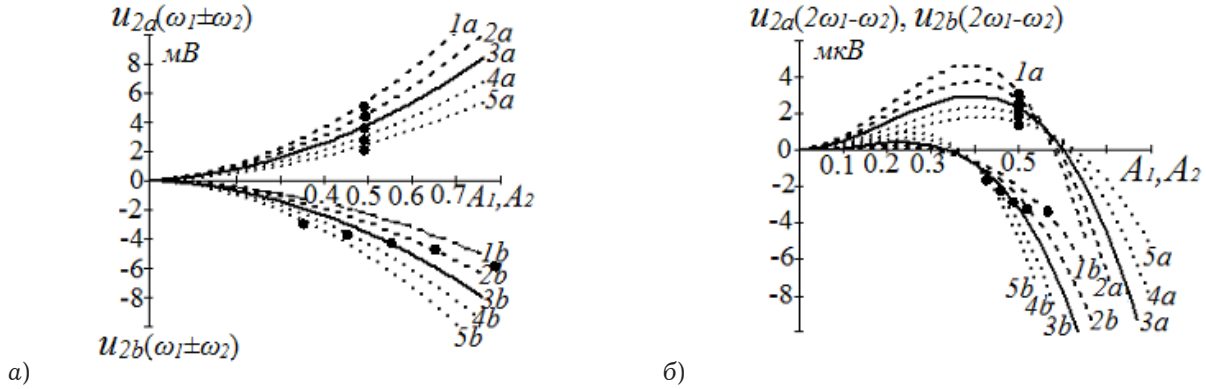 u2a(ω1±ω2)
мВ
8
6
4
2
0
-2
-4
-6
-8
1a
2a
3a
4a
5a
0.4 0.5 0.6 0.7 A1, A2
1b
2b
3b
4b
5b
u2b(ω1±ω2)
а)
u2a(2ω1-ω2), u2b(2ω1-ω2)
мкВ
4
2
0
-2
-4
-6
-8
1a
0.1 0.2 0.3 0.5
A1, A2
5a
4a
3a
2a
1b
2b
3b
4b
5b
б)